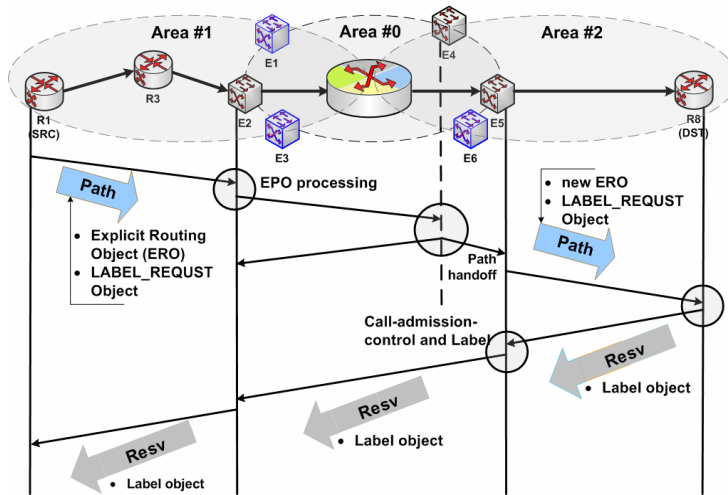 Area #1
Area #0
Area #2
E1
E4
R3
R1
(SRC)
E2
E5
R8
(DST)
E3
E6
EPO processing
Path
• Explicit Routing
Object (ERO)
• LABEL_REQUST
Object
• new ERO
• LABEL_REQUST
Object
Path
Path
handoff
Call-admission-
control and Label
Resv
• Label object
Resv
• Label object
Resv
• Label object